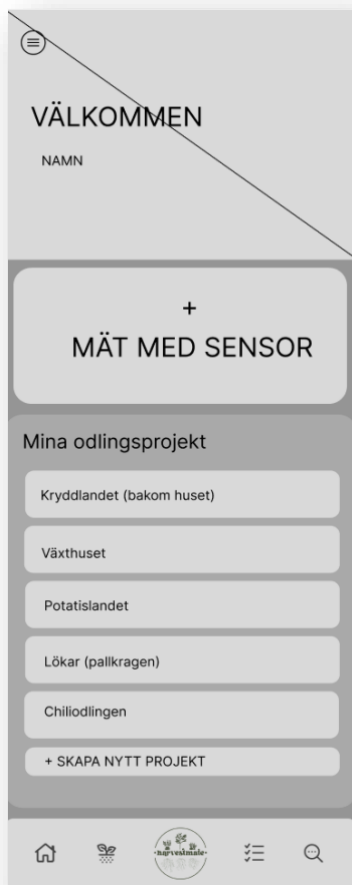 VÄLKOMMEN
NAMN
+
MÄT MED SENSOR
Mina odlingsprojekt
Kryddlandet (bakom huset)
Växthuset
Potatislandet
Lökar (pallkragen)
Chiliodlingen
+ SKAPA NYTT PROJEKT
harvestmate